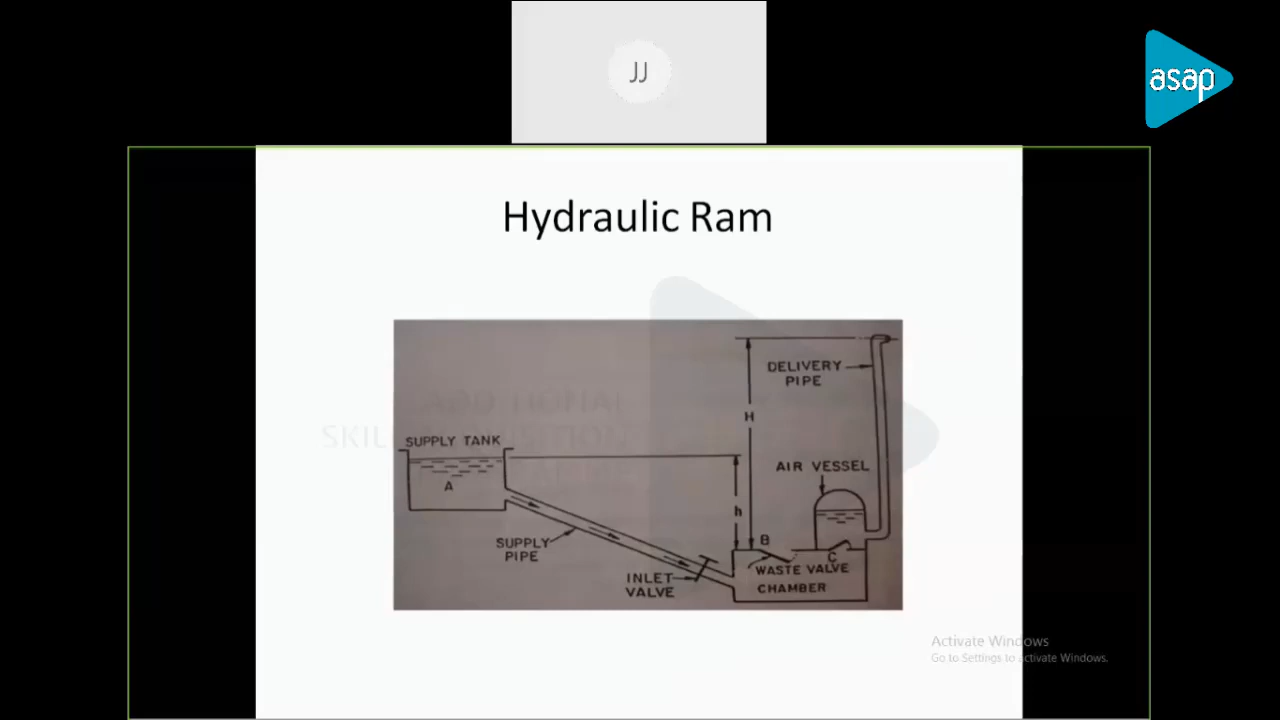 JJ
asap
Hydraulic Ram
DELIVERY
PIPE
H
SUPPLY TANK
A
AIR VESSEL
h
B
SUPPLY
PIPE
C
WASTE VALVE
INLET
VALVE
CHAMBER
Activate Windows
Go to Settings to activate Windows.